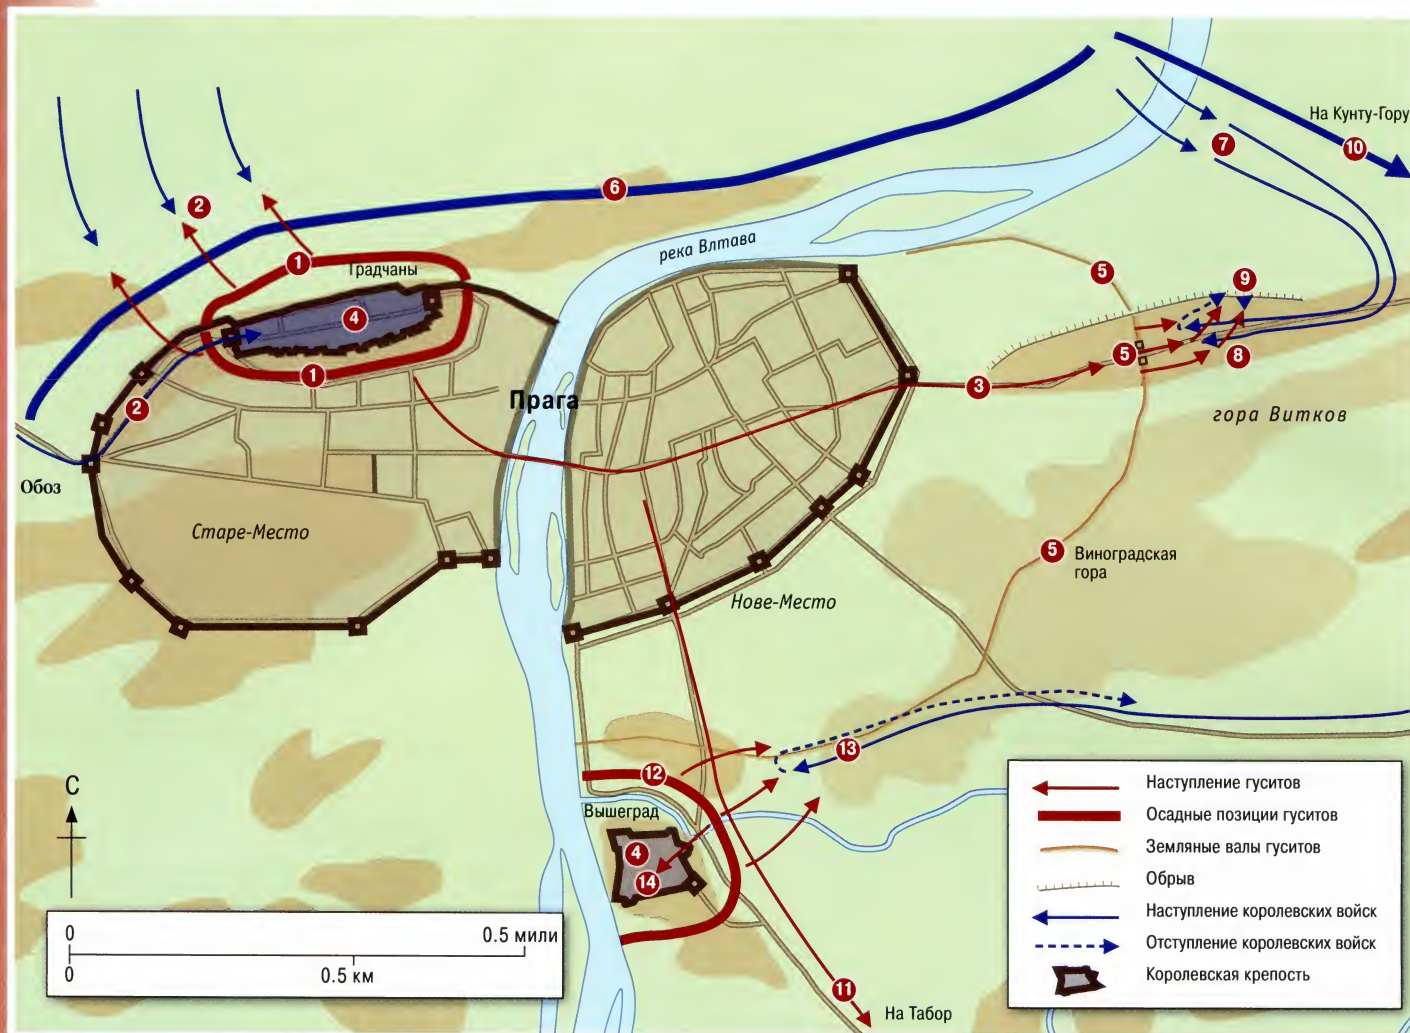 На Кунту-Гору
10
7
6
2
река Влтава
1
Градчаны
5
9
4
5
8
1
3
Прага
2
гора Витков
Обоз
Старе-Место
5
Виноградская
гора
Нове-Место
13
12
Вышеград
4
14
11
На Табор
С
0
0.5 мили
0
0.5 км
Наступление гуситов
Осадные позиции гуситов
Земляные валы гуситов
Обрыв
Наступление королевских войск
Отступление королевских войск
Королевская крепость